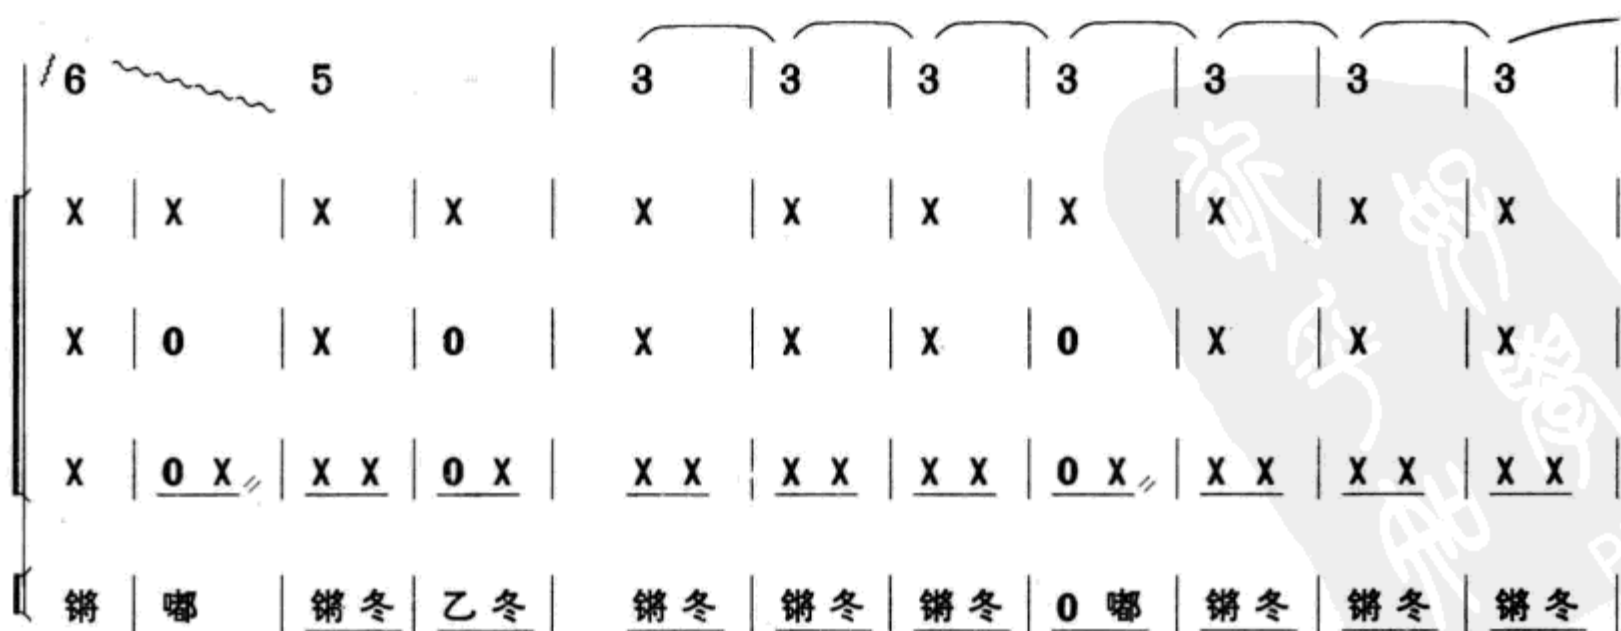 6 5 | 3 | 3 | 3 | 3 | 3 | 3 | 3 |
X | X | X | X | X | X | X | X | X | X | X |
X | 0 | X | 0 | X | X | X | 0 | X | X | X |
X | 0 X | X X | 0 X | X X | X X | X X | 0 X | X X | X X | X X |
锵 | 嘟 | 锵 冬 | 乙 冬 | 锵 冬 | 锵 冬 | 锵 冬 | 0 嘟 | 锵 冬 | 锵 冬 | 锵 冬